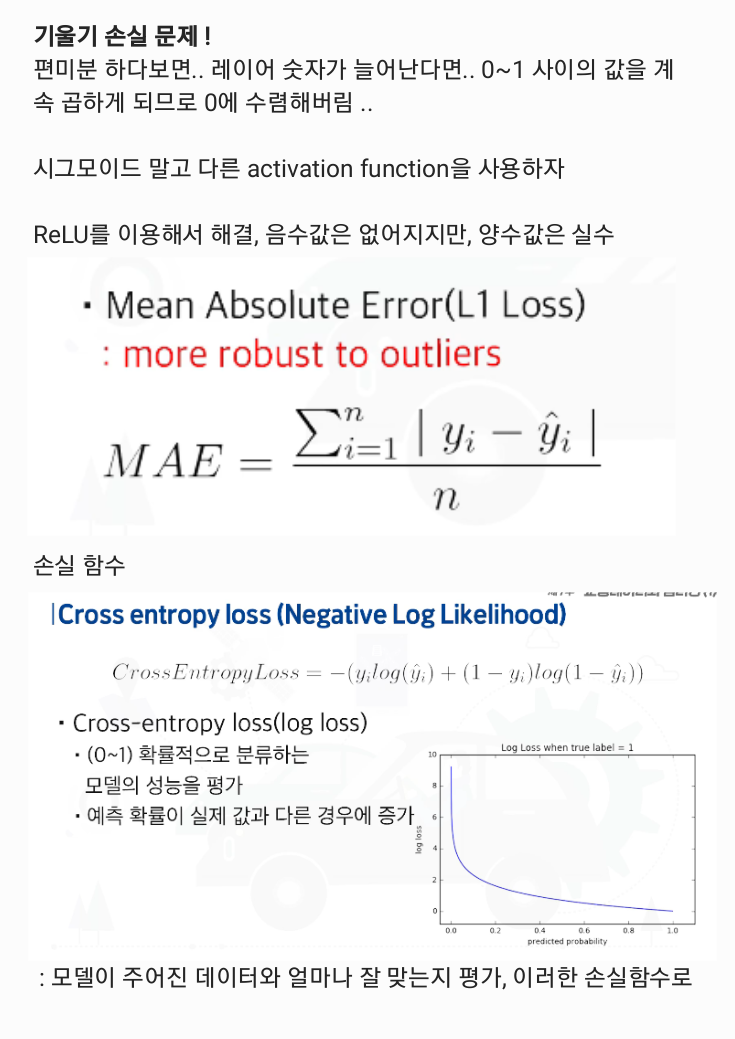 기울기 손실 문제 !
편미분 하다보면.. 레이어 숫자가 늘어난다면.. 0~1 사이의 값을 계
속 곱하게 되므로 0에 수렴해버림 ..
시그모이드 말고 다른 activation function을 사용하자
ReLU를 이용해서 해결, 음수값은 없어지지만, 양수값은 실수
· Mean Absolute Error(L1 Loss)
: more robust to outliers
MAE = \frac{\sum_{i=1}^{n} | y_i - \hat{y}_i |}{n}
손실 함수
Cross entropy loss (Negative Log Likelihood)
CrossEntropyLoss = −(y_i log(ŷ_i) + (1 − y_i)log(1 − ŷ_i))
· Cross-entropy loss(log loss)
· (0~1) 확률적으로 분류하는
모델의 성능을 평가
· 예측 확률이 실제 값과 다른 경우에 증가
Log Loss when true label = 1
10
8
6
4
2
0
log loss
0.0 0.2 0.4 0.6 0.8 1.0
predicted probability
: 모델이 주어진 데이터와 얼마나 잘 맞는지 평가, 이러한 손실함수로